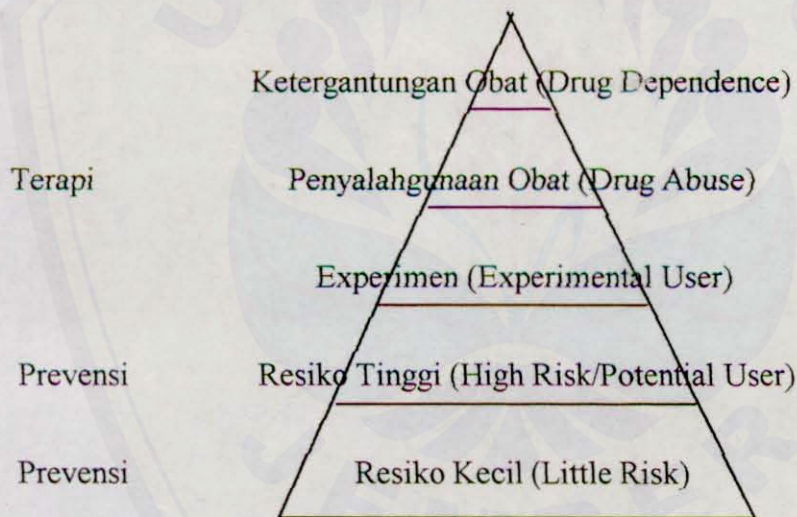 Ketergantungan Obat (Drug Dependence)
Terapi Penyalahgunaan Obat (Drug Abuse)
Experimen (Experimental User)
Prevensi Resiko Tinggi (High Risk/Potential User)
Prevensi Resiko Kecil (Little Risk)